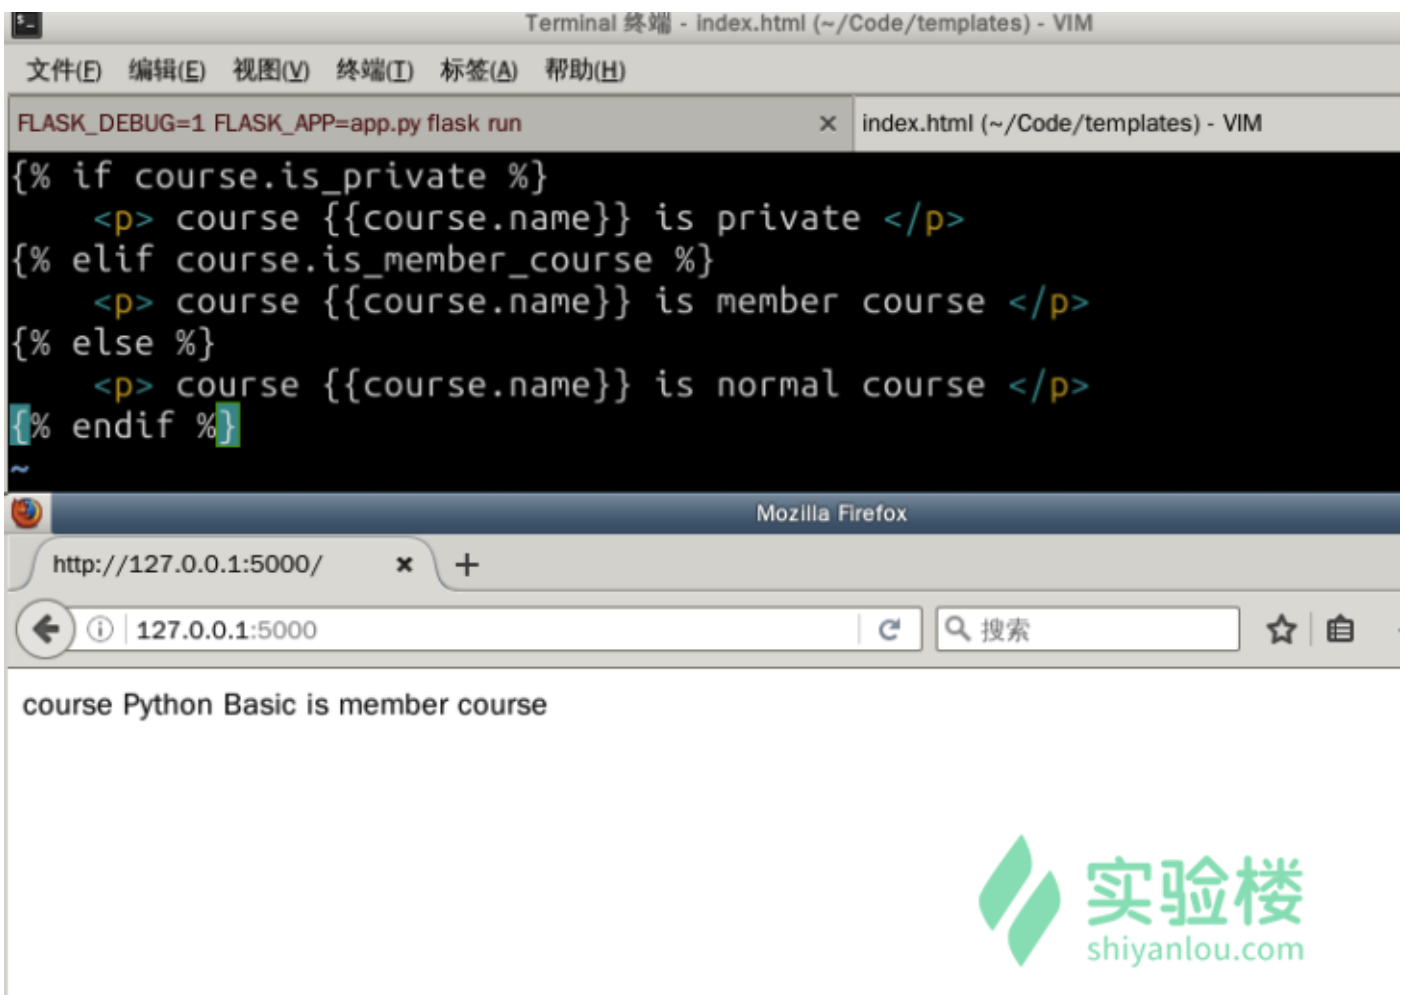 Terminal 终端 - index.html (~/Code/templates) - VIM
文件(F) 编辑(E) 视图(V) 终端(T) 标签(A) 帮助(H)
FLASK_DEBUG=1 FLASK_APP=app.py flask run × index.html (~/Code/templates) - VIM
{% if course.is_private %}
    <p> course {{course.name}} is private </p>
{% elif course.is_member_course %}
    <p> course {{course.name}} is member course </p>
{% else %}
    <p> course {{course.name}} is normal course </p>
{% endif %}
~
Mozilla Firefox
http://127.0.0.1:5000/ × +
127.0.0.1:5000 搜索
course Python Basic is member course
实验楼
shiyanlou.com